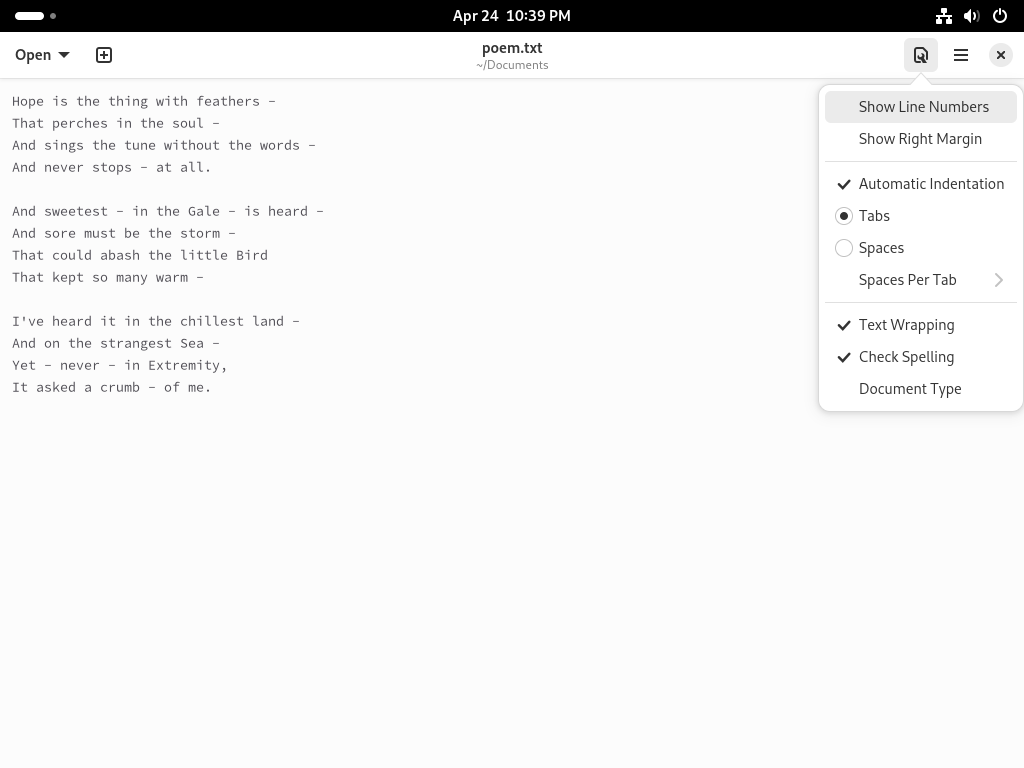 Apr 24  10:39 PM
Open
poem.txt
~/Documents
Hope is the thing with feathers –
That perches in the soul –
And sings the tune without the words –
And never stops – at all.
And sweetest – in the Gale – is heard –
And sore must be the storm –
That could abash the little Bird
That kept so many warm –
I've heard it in the chillest land –
And on the strangest Sea –
Yet – never – in Extremity,
It asked a crumb – of me.
Show Line Numbers
Show Right Margin
Automatic Indentation
Tabs
Spaces
Spaces Per Tab
Text Wrapping
Check Spelling
Document Type